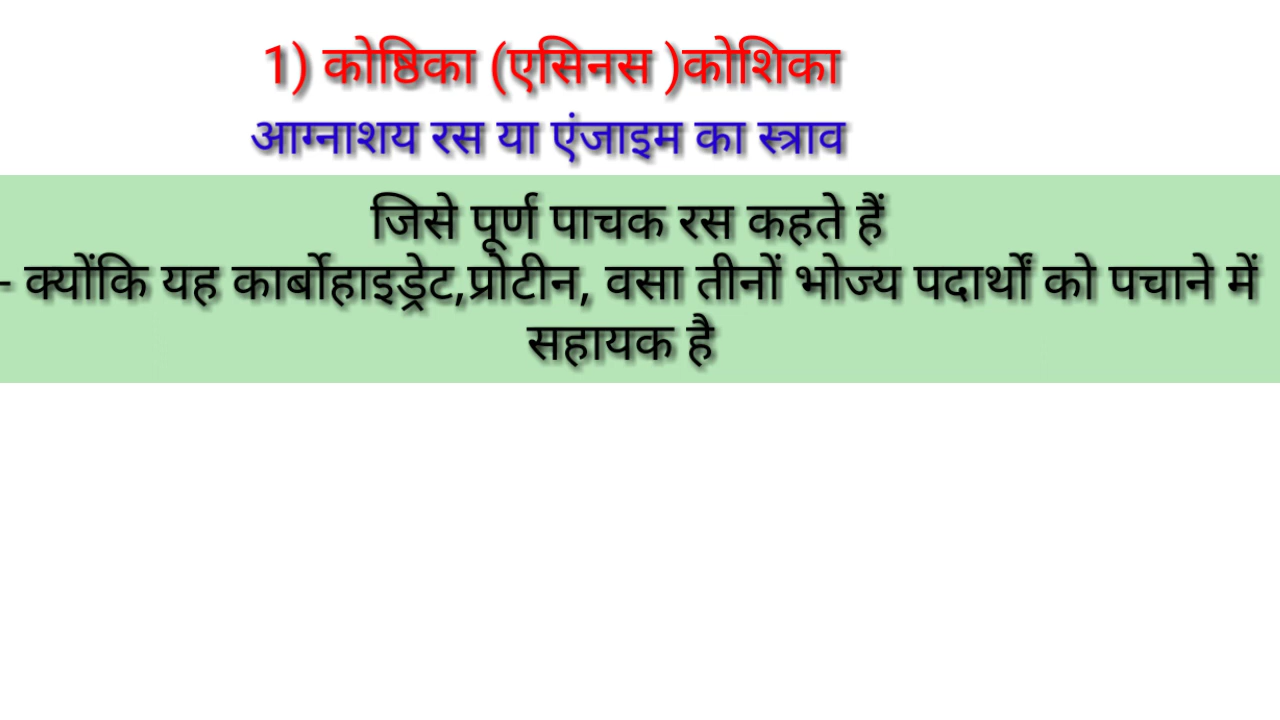 1) कोष्ठिका (एसिनस )कोशिका
आग्नाशय रस या एंजाइम का स्त्राव
जिसे पूर्ण पाचक रस कहते हैं
- क्योंकि यह कार्बोहाइड्रेट,प्रोटीन, वसा तीनों भोज्य पदार्थों को पचाने में
सहायक है